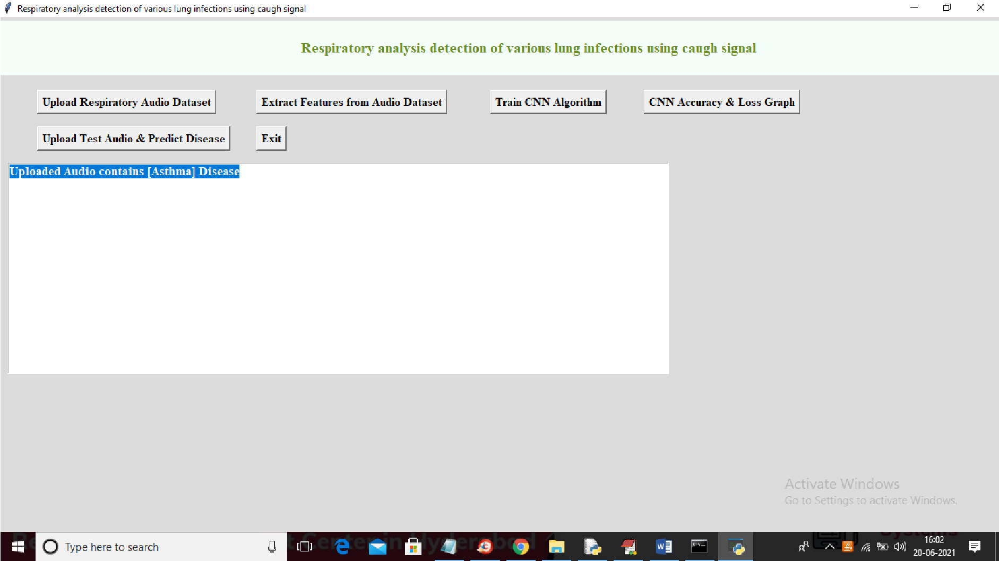 Respiratory analysis detection of various lung infections using caugh signal
Respiratory analysis detection of various lung infections using caugh signal
Upload Respiratory Audio Dataset
Extract Features from Audio Dataset
Train CNN Algorithm
CNN Accuracy & Loss Graph
Upload Test Audio & Predict Disease
Exit
Uploaded Audio contains [Asthma] Disease
Activate Windows
Go to Settings to activate Windows.
Type here to search
16:02
20-06-2021